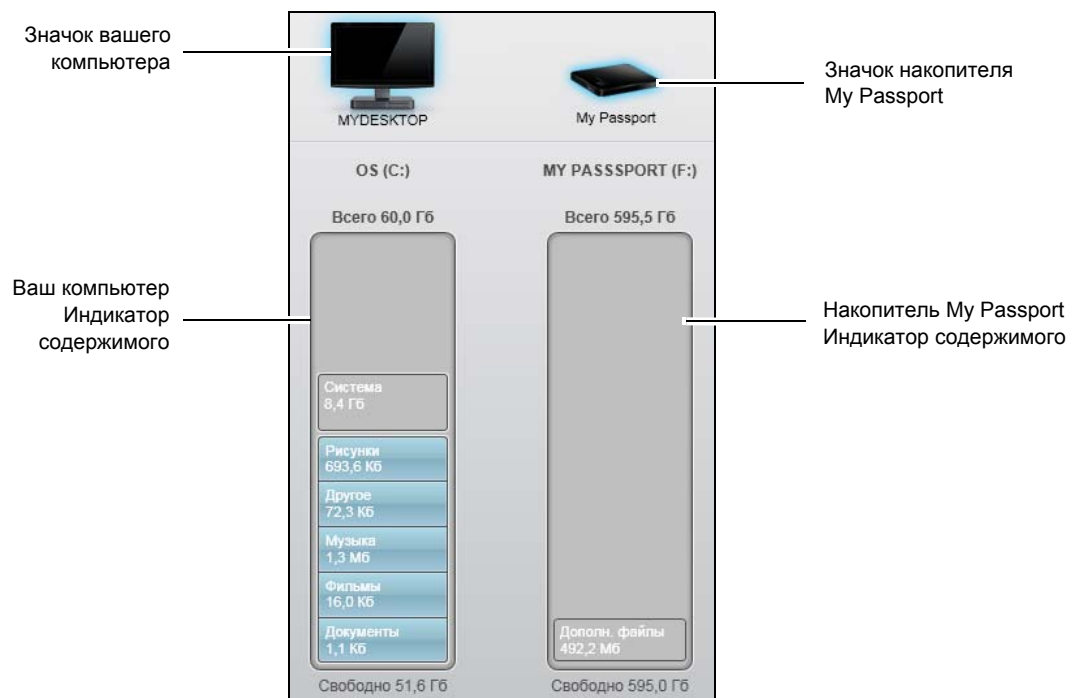 Значок вашего
компьютера
MYDESKTOP
My Passport
Значок накопителя
My Passport
OS (C:)
MY PASSSPORT (F:)
Всего 60,0 Гб
Всего 595,5 Гб
Ваш компьютер
Индикатор
содержимого
Накопитель My Passport
Индикатор содержимого
Система
8,4 Гб
Рисунки
693,6 Кб
Другое
72,3 Кб
Музыка
1,3 Мб
Фильмы
16,0 Кб
Документы
1,1 Кб
Дополн. файлы
492,2 Мб
Свободно 51,6 Гб
Свободно 595,0 Гб